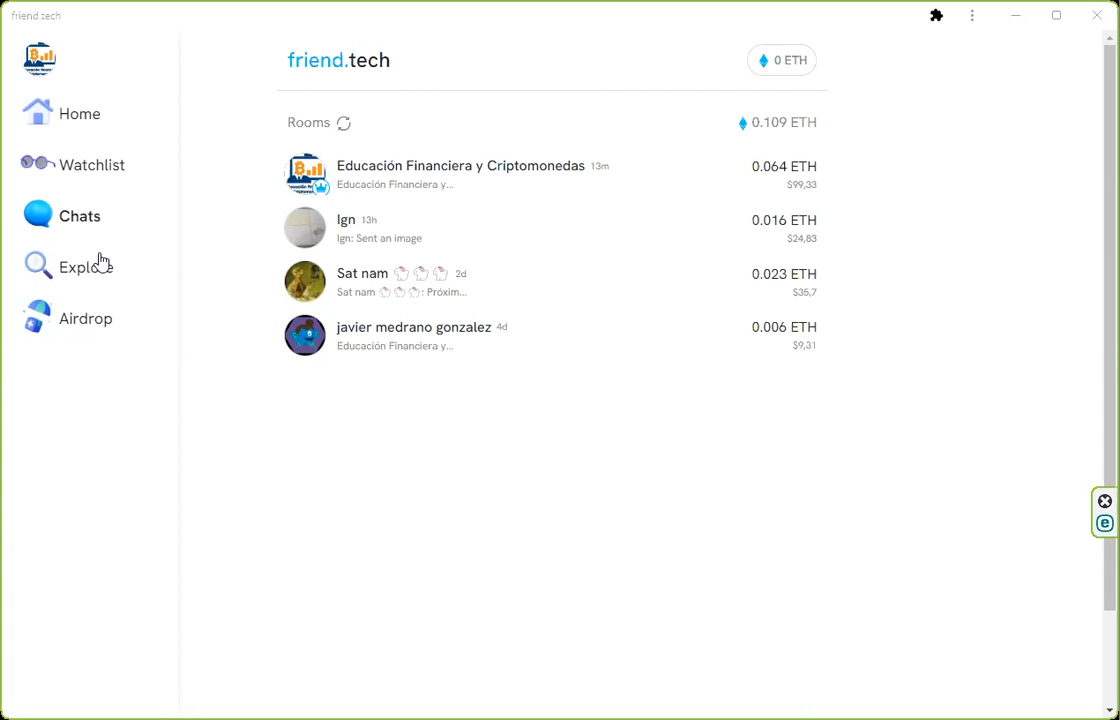 friend.tech
Home
Watchlist
Chats
Explore
Airdrop
friend.tech
0 ETH
Rooms
0.109 ETH
Educación Financiera y Criptomonedas 13m
0.064 ETH
Educación Financiera y...
$99,33
Ign 13h
0.016 ETH
Ign: Sent an image
$24,83
Sat nam 2d
0.023 ETH
Sat nam : Próxim...
$35,7
javier medrano gonzalez 4d
0.006 ETH
Educación Financiera y...
$9,31